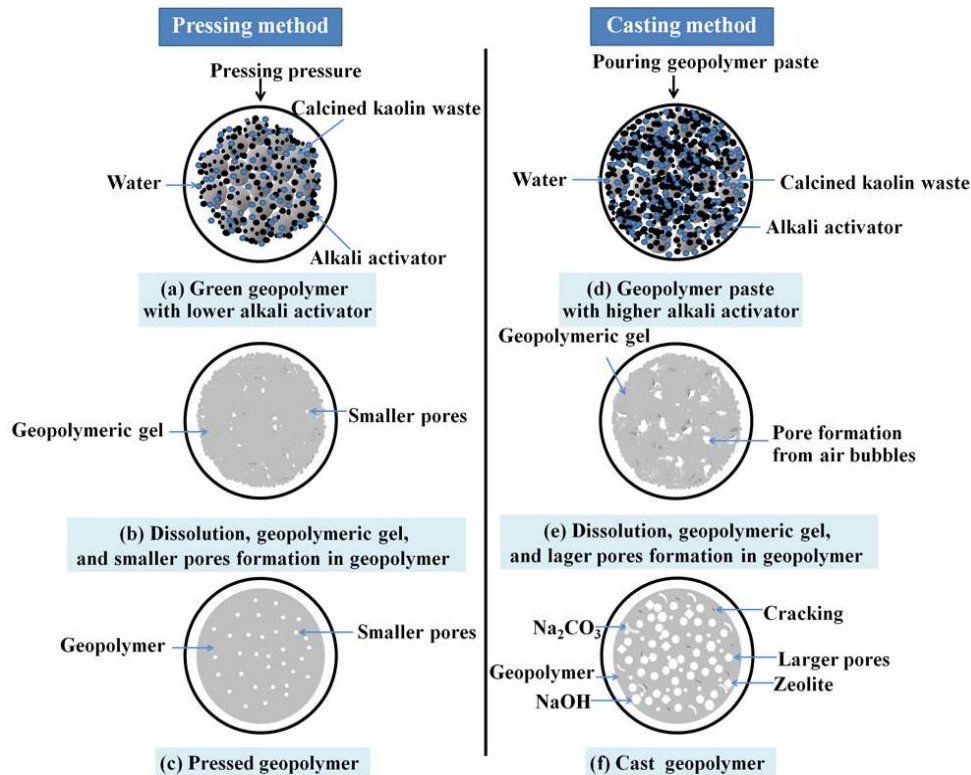 Pressing method
Pressing pressure
Calcined kaolin waste
Water
Alkali activator
(a) Green geopolymer
with lower alkali activator
Smaller pores
Geopolymeric gel
(b) Dissolution, geopolymeric gel,
and smaller pores formation in geopolymer
Geopolymer
Smaller pores
(c) Pressed geopolymer
Casting method
Pouring geopolymer paste
Water
Calcined kaolin waste
Alkali activator
(d) Geopolymer paste
with higher alkali activator
Geopolymeric gel
Pore formation
from air bubbles
(e) Dissolution, geopolymeric gel,
and lager pores formation in geopolymer
Cracking
Na₂CO₃
Larger pores
Geopolymer
Zeolite
NaOH
(f) Cast geopolymer